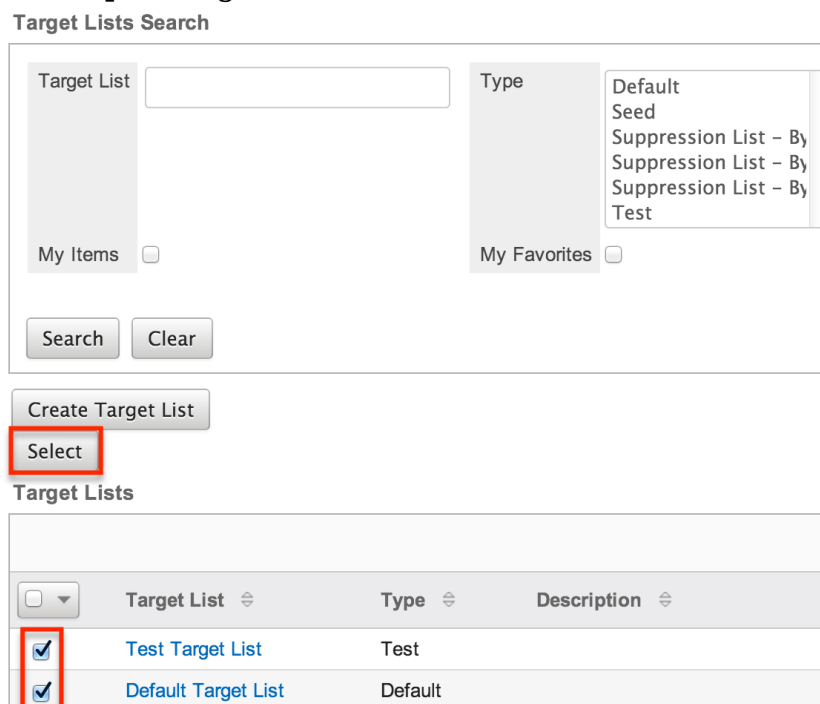 Target Lists Search
Target List
Type
Default
Seed
Suppression List – By
Suppression List – By
Suppression List – By
Test
My Items
My Favorites
Search Clear
Create Target List
Select
Target Lists
Target List Type Description
Test Target List Test
Default Target List Default